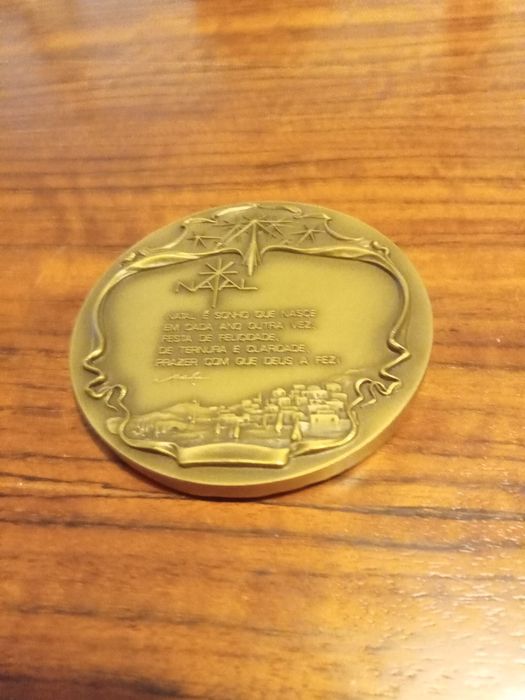 NATAL
NATAL É SONHO QUE NASCE
EM CADA ANO OUTRA VEZ.
FESTA DE FELICIDADE,
DE TERNURA E CLARIDADE,
PRAZER COM QUE DEUS A FEZ!